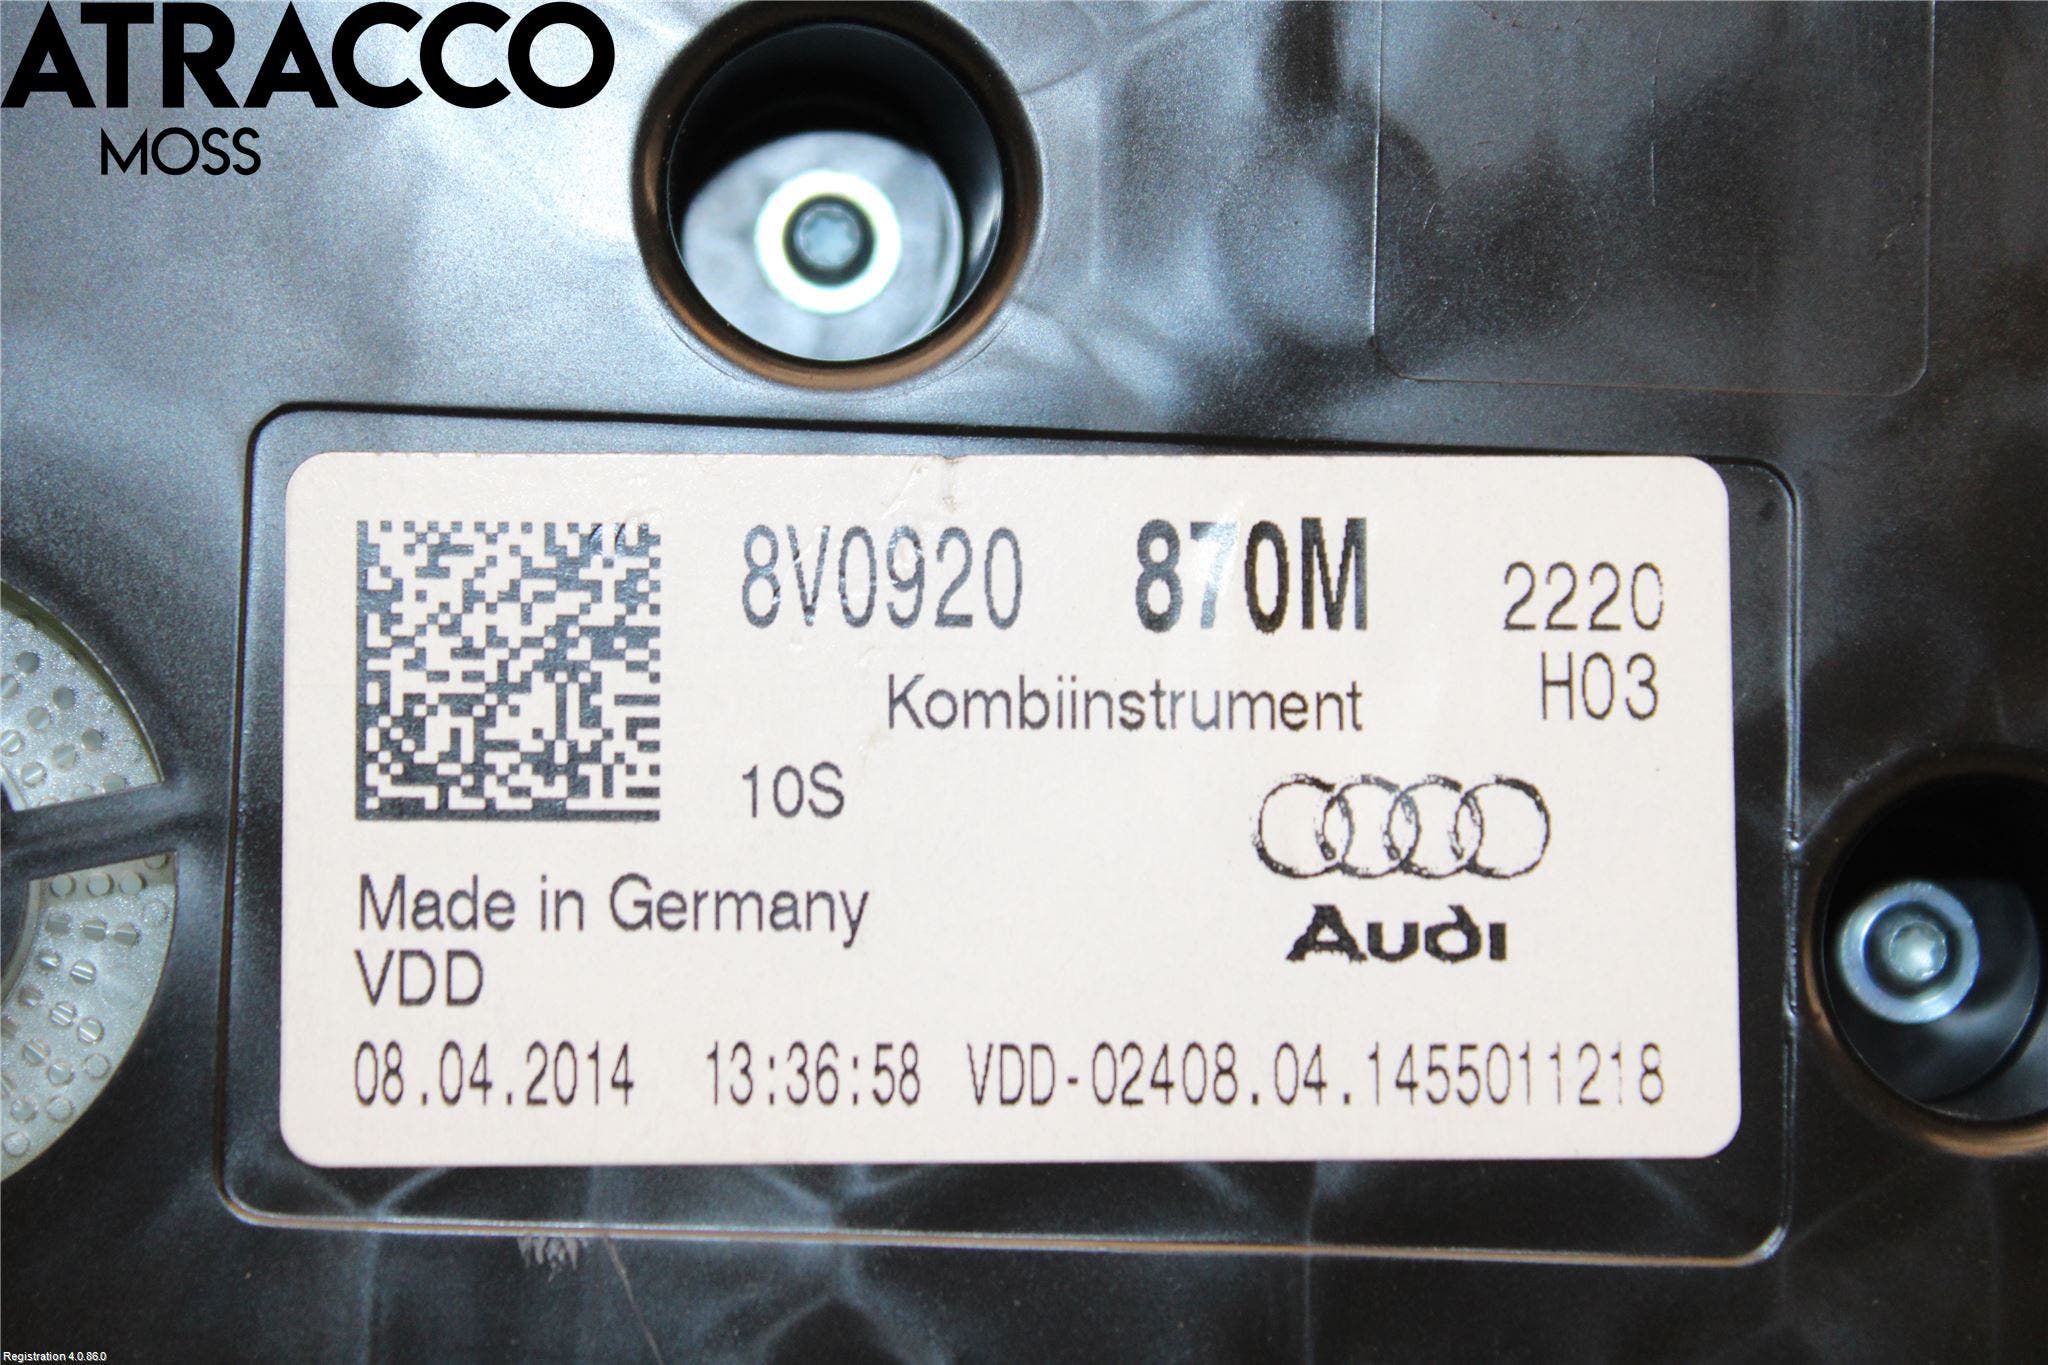 ATRACCO
MOSS
8V0920 870M 2220
Kombiinstrument H03
10S
Audi
Made in Germany
VDD
08.04.2014 13:36:58 VDD-02408.04.1455011218
Registration 4.0.86.0